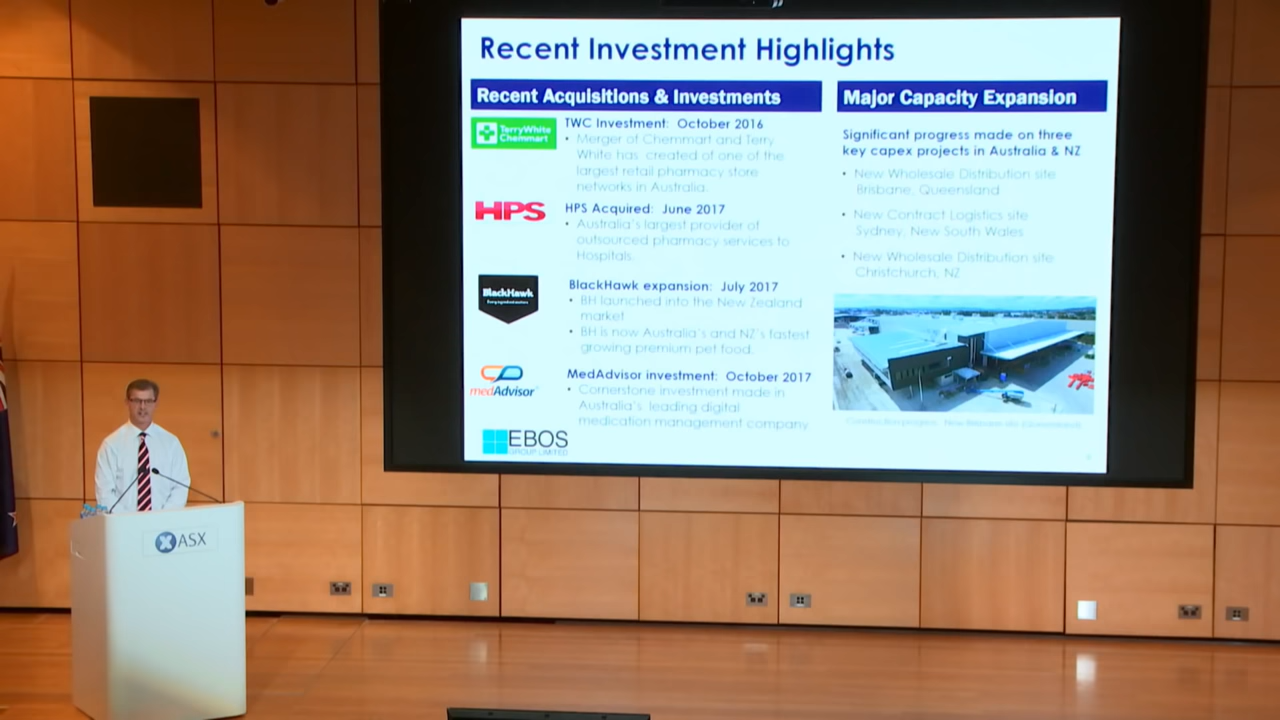 Recent Investment Highlights
Recent Acquisitions & Investments
TerryWhite
Chemmart
TWC Investment: October 2016
• Merger of Chemmart and Terry
White has created of one of the
largest retail pharmacy store
networks in Australia.
HPS
HPS Acquired: June 2017
• Australia's largest provider of
outsourced pharmacy services to
Hospitals.
BlackHawk
BlackHawk expansion: July 2017
• BH launched into the New Zealand
market
• BH is now Australia's and NZ's fastest
growing premium pet food.
medAdvisor
MedAdvisor investment: October 2017
• Cornerstone investment made in
Australia's leading digital
medication management company
EBOS
GROUP LIMITED
Major Capacity Expansion
Significant progress made on three
key capex projects in Australia & NZ
• New Wholesale Distribution site
Brisbane, Queensland
• New Contract Logistics site
Sydney, New South Wales
• New Wholesale Distribution site
Christchurch, NZ
ASX